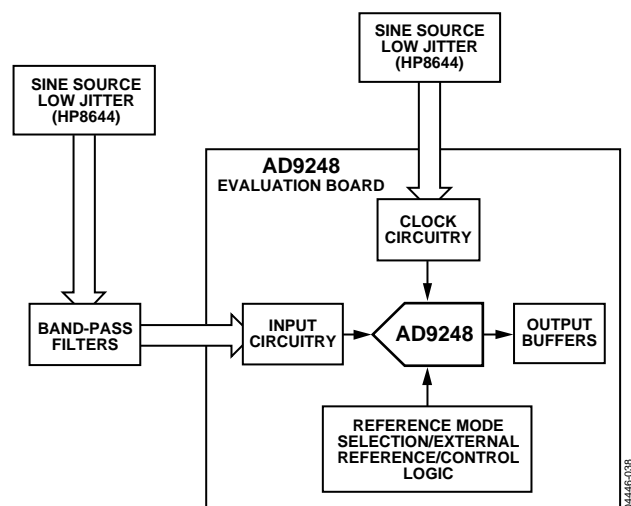 SINE SOURCE
LOW JITTER
(HP8644)
SINE SOURCE
LOW JITTER
(HP8644)
AD9248
EVALUATION BOARD
CLOCK
CIRCUITRY
BAND-PASS
FILTERS
INPUT
CIRCUITRY
AD9248
OUTPUT
BUFFERS
REFERENCE MODE
SELECTION/EXTERNAL
REFERENCE/CONTROL
LOGIC
04446-038